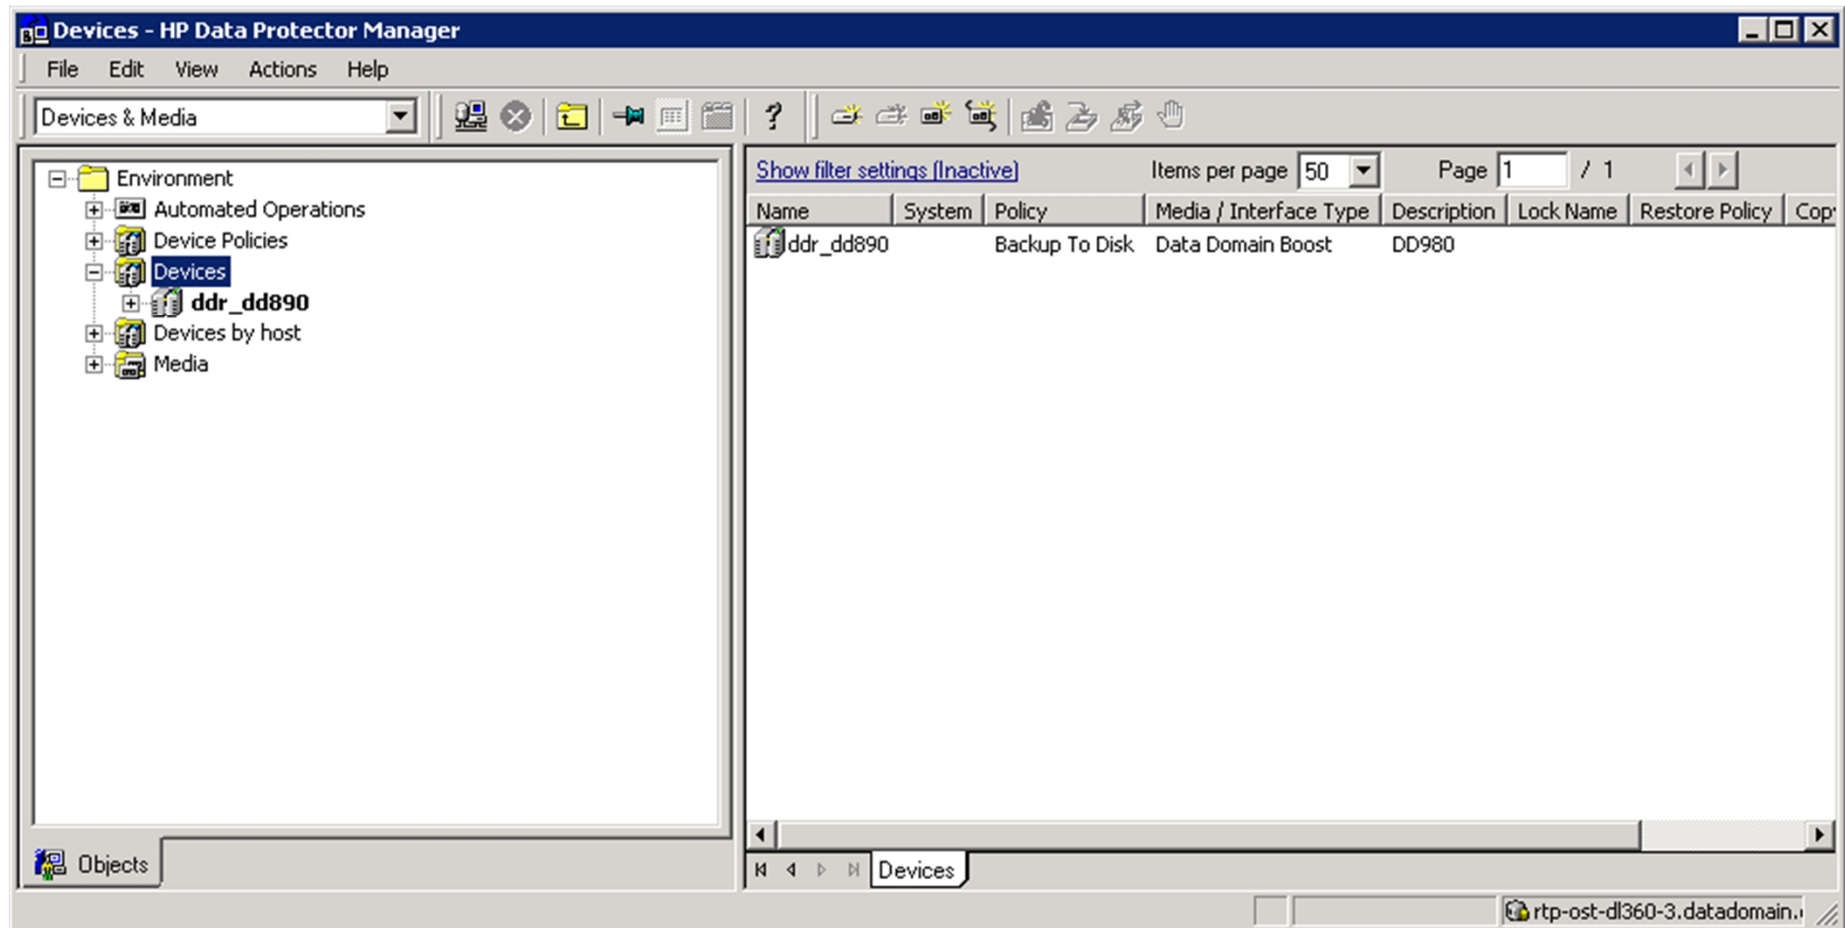 Devices - HP Data Protector Manager
File Edit View Actions Help
Devices & Media
Show filter settings (Inactive) Items per page 50 Page 1 / 1
Environment
Automated Operations
Device Policies
Devices
ddr_dd890
Devices by host
Media
Name System Policy Media / Interface Type Description Lock Name Restore Policy
ddr_dd890 Backup To Disk Data Domain Boost DD980
Objects
Devices
rtp-ost-dl360-3.datadomain.